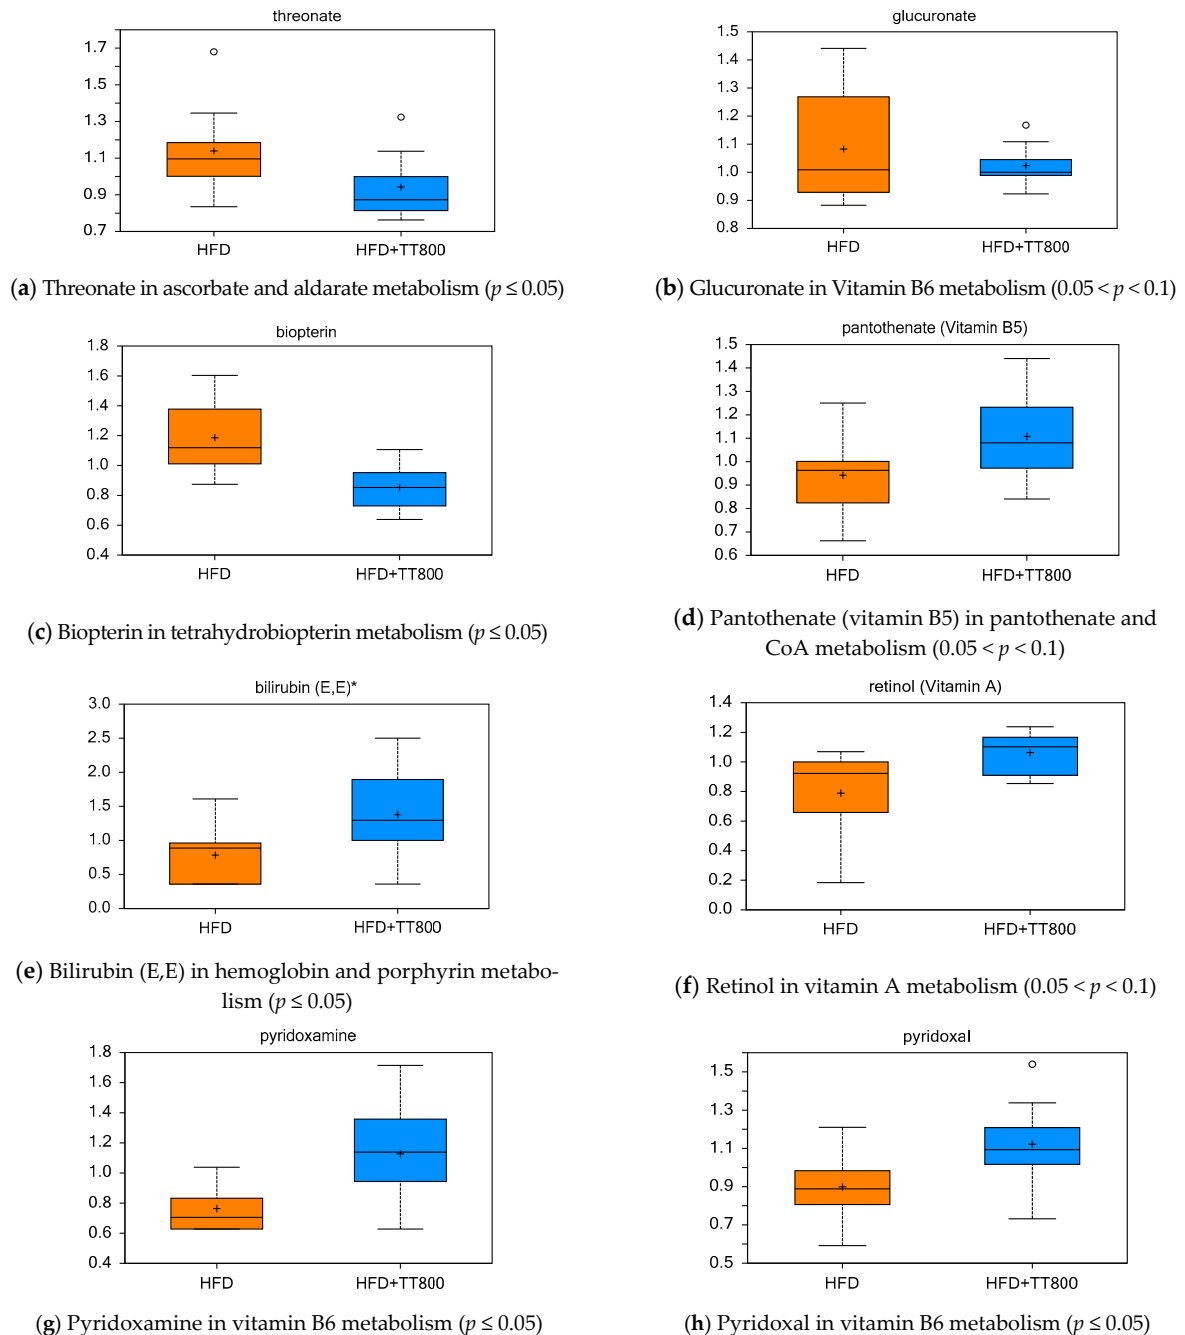 threonate
1.7
1.5
1.3
1.1
0.9
0.7
HFD
HFD+TT800
(a) Threonate in ascorbate and aldarate metabolism (p ≤ 0.05)
glucuronate
1.5
1.4
1.3
1.2
1.1
1.0
0.9
0.8
HFD
HFD+TT800
(b) Glucuronate in Vitamin B6 metabolism (0.05 < p < 0.1)
biopterin
1.8
1.6
1.4
1.2
1.0
0.8
0.6
0.4
HFD
HFD+TT800
(c) Biopterin in tetrahydrobiopterin metabolism (p ≤ 0.05)
pantothenate (Vitamin B5)
1.5
1.4
1.3
1.2
1.1
1.0
0.9
0.8
0.7
0.6
HFD
HFD+TT800
(d) Pantothenate (vitamin B5) in pantothenate and
CoA metabolism (0.05 < p < 0.1)
bilirubin (E,E)*
3.0
2.5
2.0
1.5
1.0
0.5
0.0
HFD
HFD+TT800
(e) Bilirubin (E,E) in hemoglobin and porphyrin metabo-
lism (p ≤ 0.05)
retinol (Vitamin A)
1.4
1.2
1.0
0.8
0.6
0.4
0.2
0.0
HFD
HFD+TT800
(f) Retinol in vitamin A metabolism (0.05 < p < 0.1)
pyridoxamine
1.8
1.6
1.4
1.2
1.0
0.8
0.6
0.4
HFD
HFD+TT800
(g) Pyridoxamine in vitamin B6 metabolism (p ≤ 0.05)
pyridoxal
1.5
1.3
1.1
0.9
0.7
0.5
HFD
HFD+TT800
(h) Pyridoxal in vitamin B6 metabolism (p ≤ 0.05)